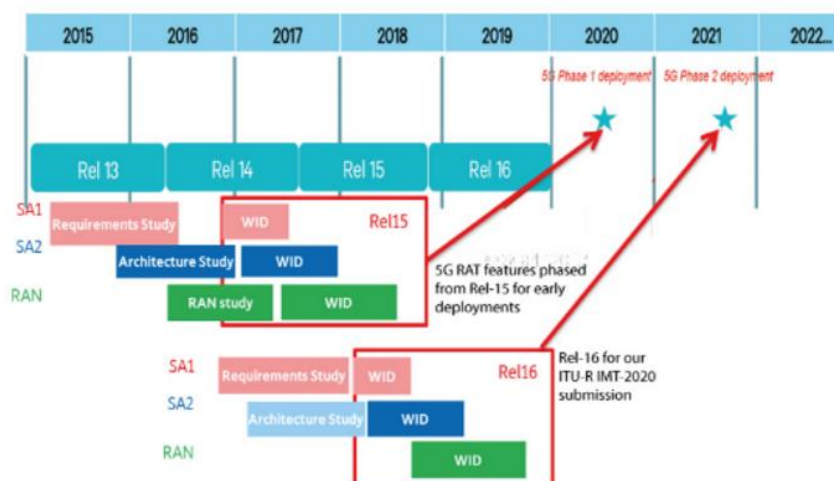 2015 2016 2017 2018 2019 2020 2021 2022...
5G Phase 1 deployment 5G Phase 2 deployment
Rel 13 Rel 14 Rel 15 Rel 16
SA1 Requirements Study WID Rel15
SA2 Architecture Study WID
RAN RAN study WID
5G RAT features phased
from Rel-15 for early
deployments
SA1 Requirements Study WID Rel16
SA2 Architecture Study WID
RAN WID
Rel-16 for our
ITU-R IMT-2020
submission